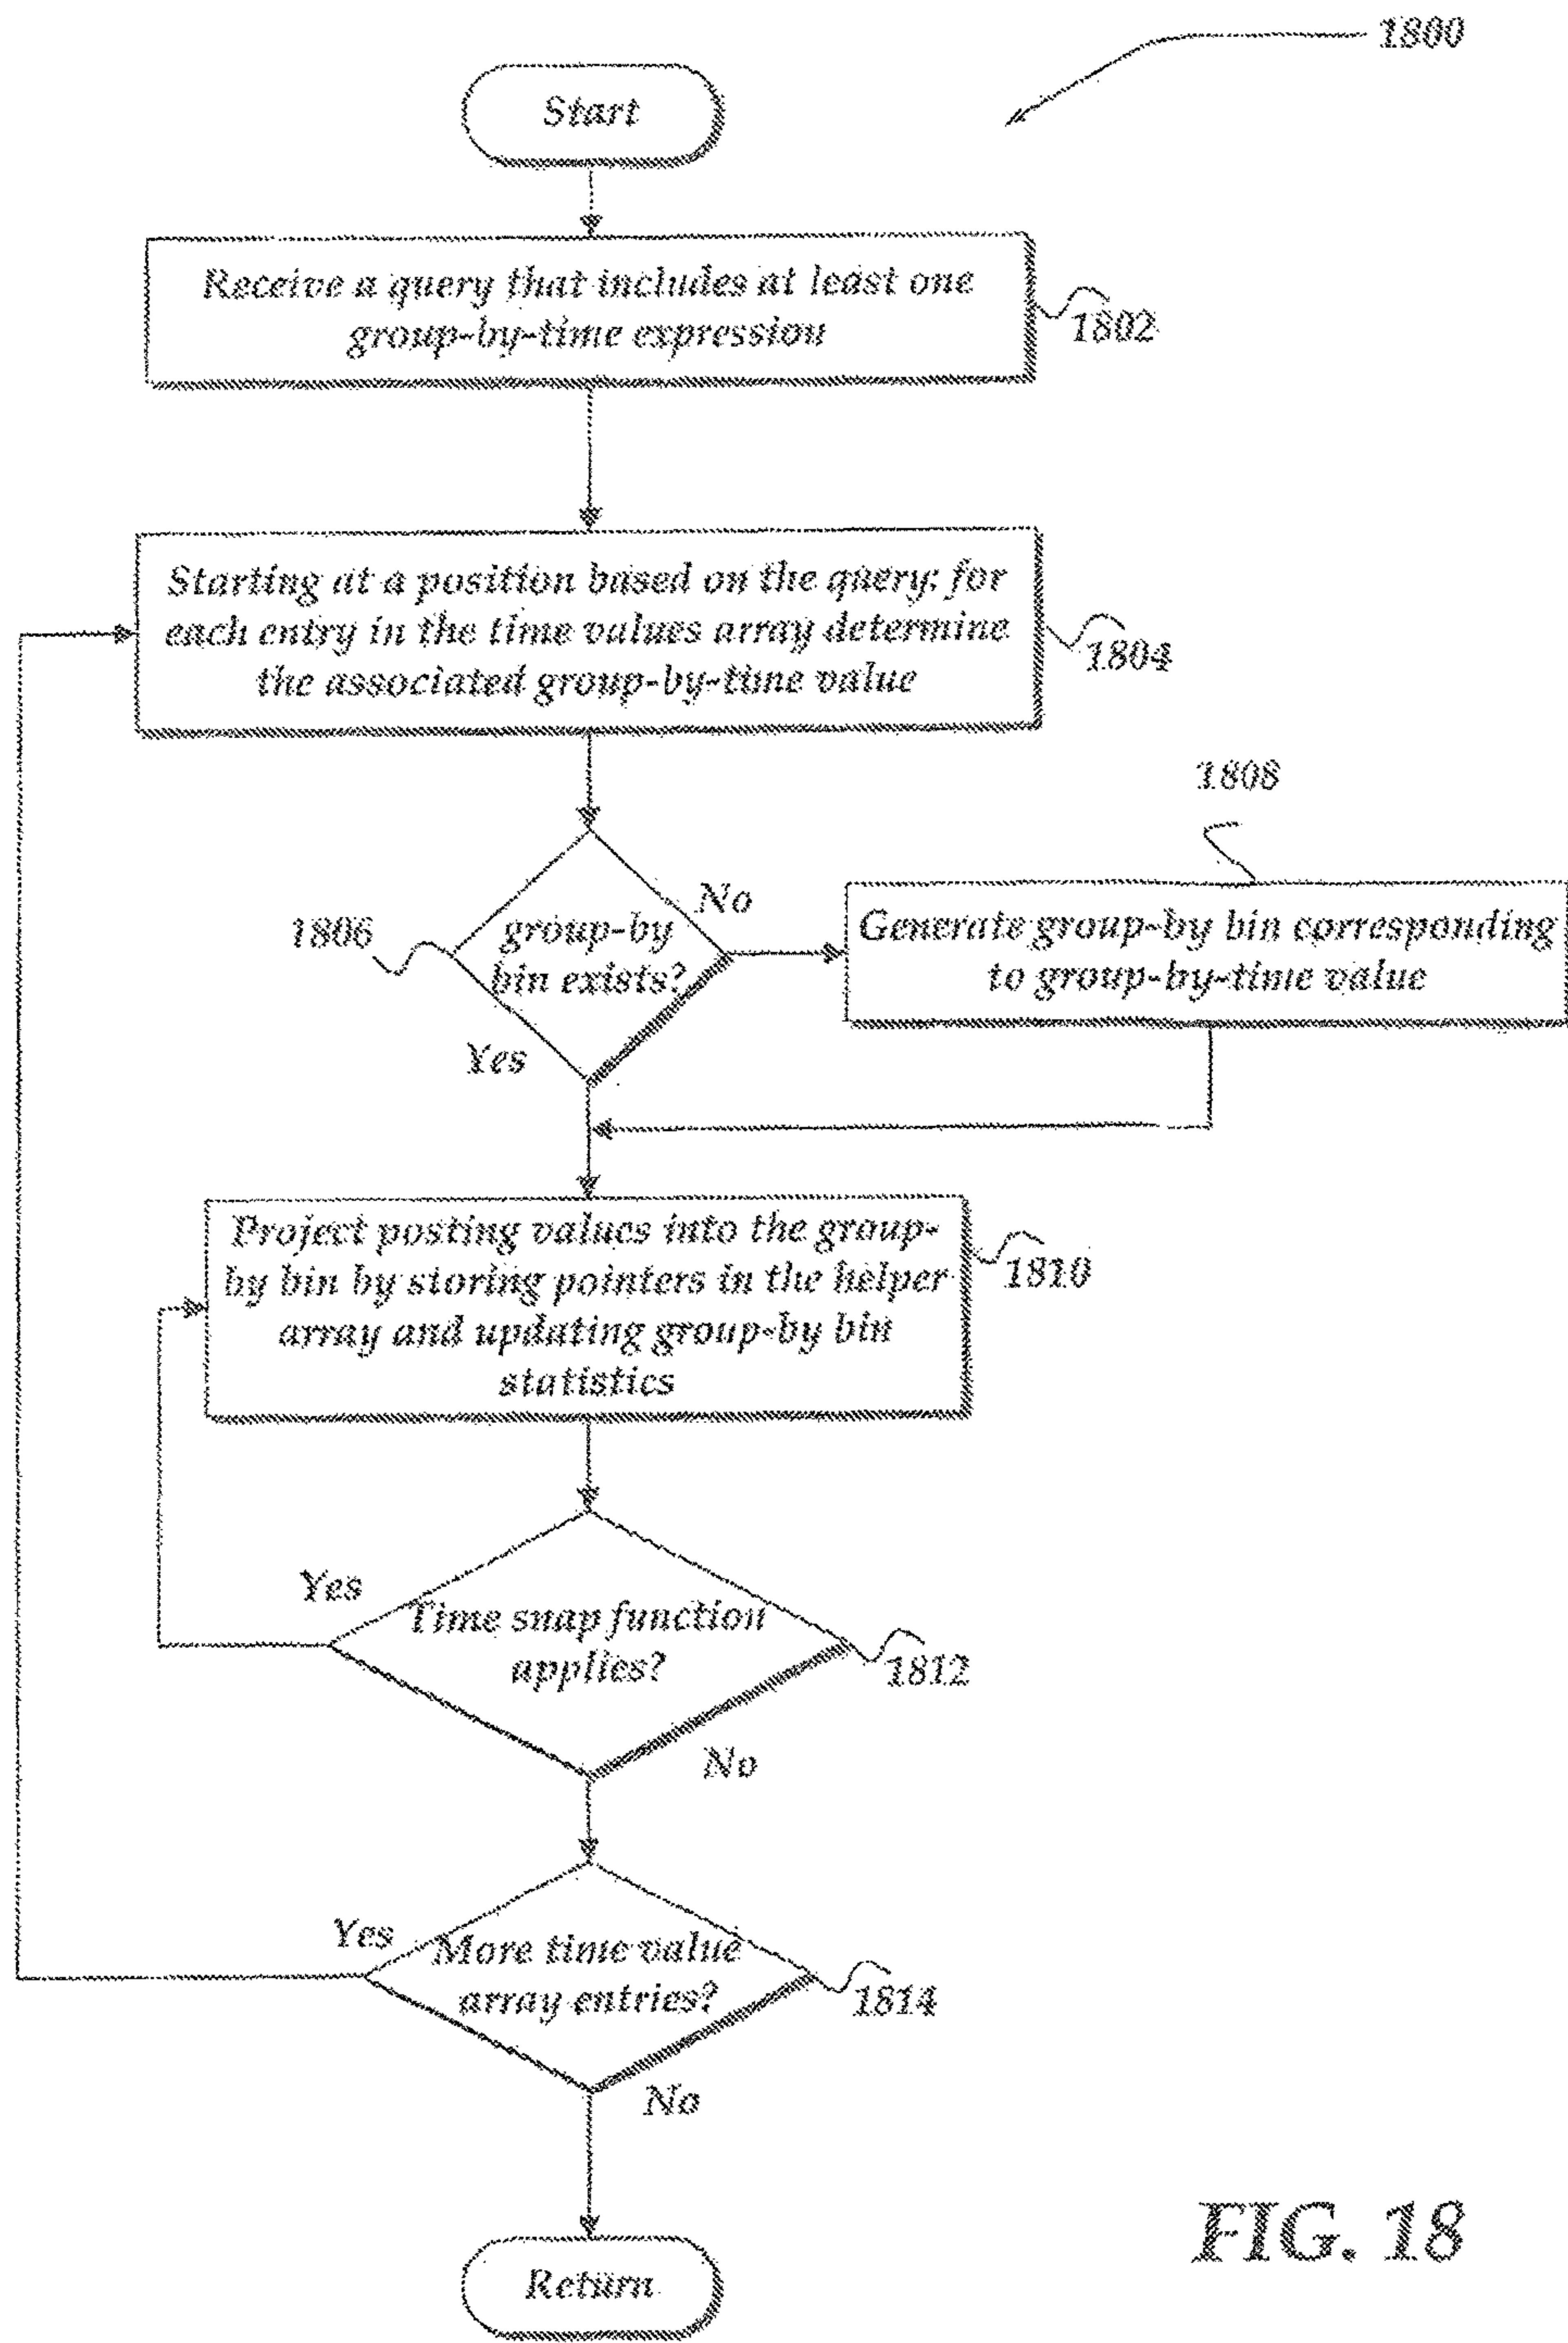 1800
Start
Receive a query that includes at least one
group-by-time expression
1802
Starting at a position based on the query; for
each entry in the time values array determine
the associated group-by-time value
1804
1808
No
1806
group-by
bin exists?
Generate group-by bin corresponding
to group-by-time value
Yes
Project posting values into the group-
by bin by storing pointers in the helper
array and updating group-by bin
statistics
1810
Yes
Time snap function
applies?
1812
No
Yes
More time value
array entries?
1814
No
Return
FIG. 18